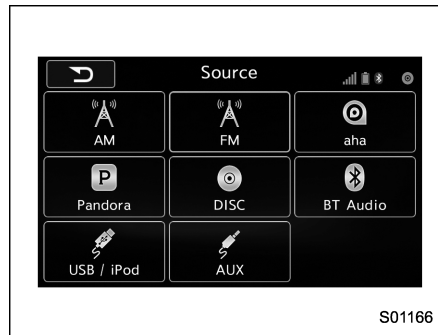 Source
AM
FM
aha
P
Pandora
DISC
BT Audio
USB / iPod
AUX
S01166